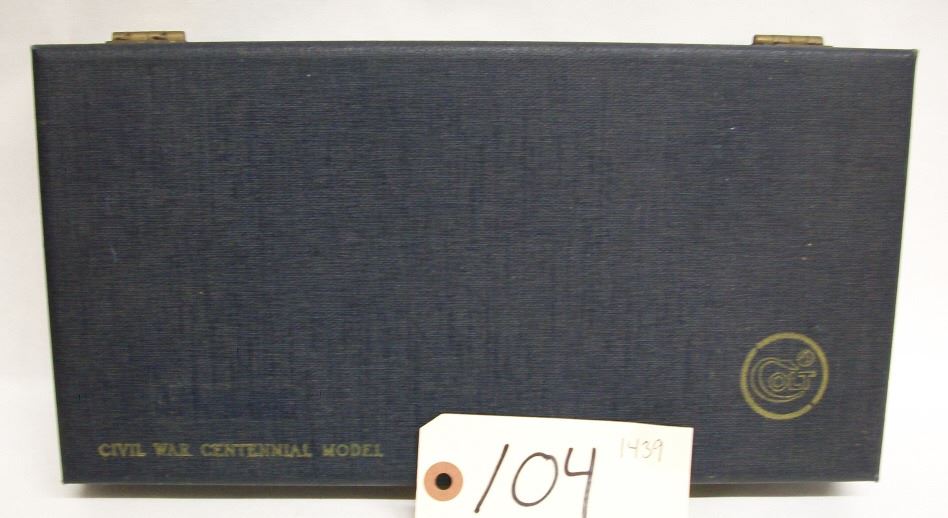 COLT
CIVIL WAR CENTENNIAL MODEL
1439
104